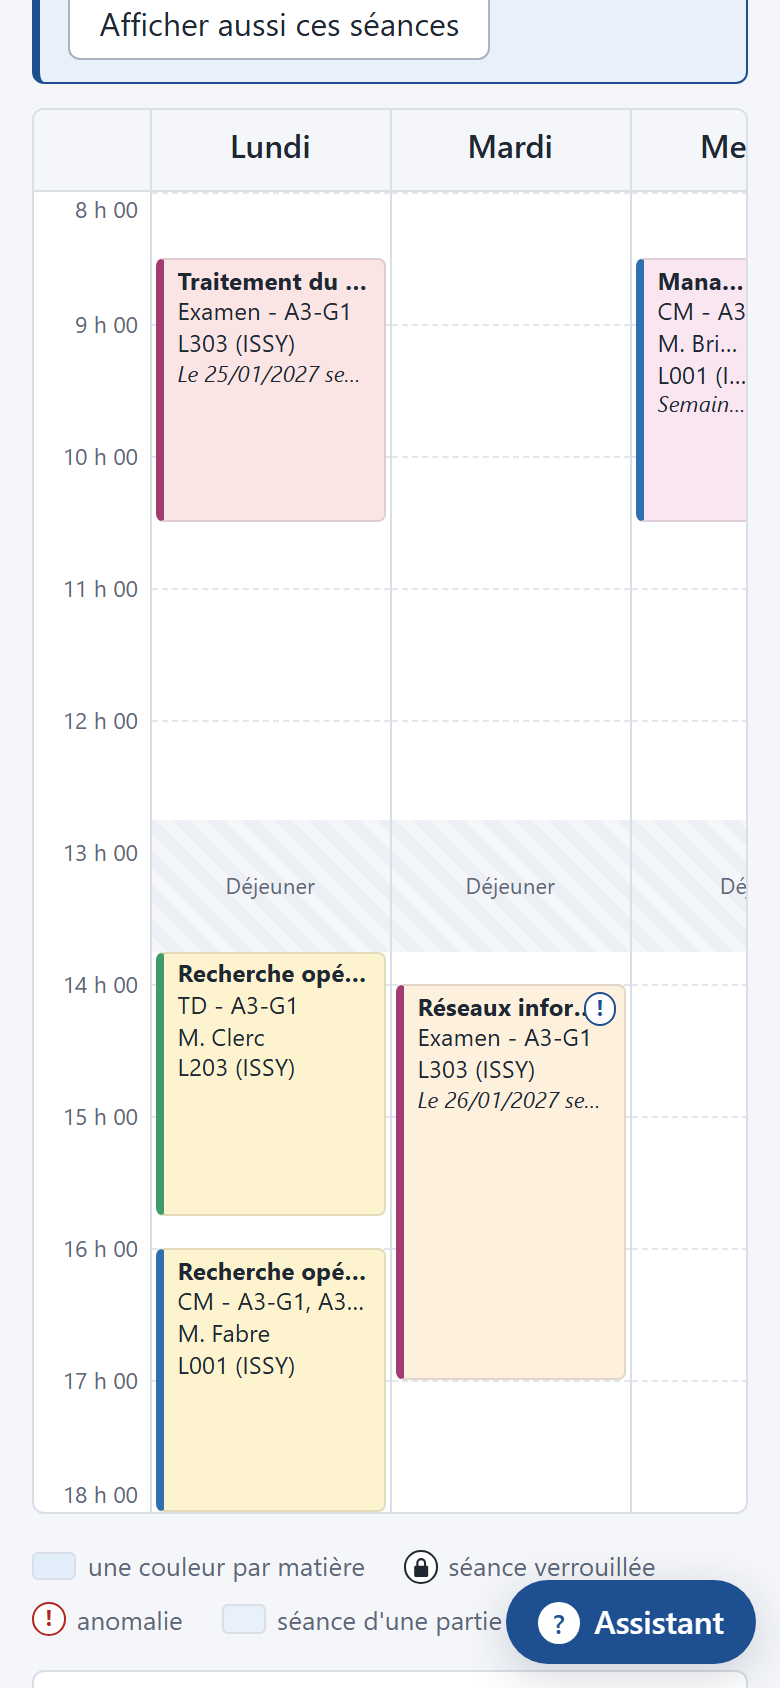 Afficher aussi ces séances
Lundi
Mardi
Me
8 h 00
Traitement du ...
Examen - A3-G1
L303 (ISSY)
Le 25/01/2027 se...
Mana...
CM - A3
M. Bri...
L001 (I...
Semain...
9 h 00
10 h 00
11 h 00
12 h 00
13 h 00
Déjeuner
Déjeuner
Déj
14 h 00
Recherche opé...
TD - A3-G1
M. Clerc
L203 (ISSY)
Réseaux infor...
!
Examen - A3-G1
L303 (ISSY)
Le 26/01/2027 se...
15 h 00
16 h 00
Recherche opé...
CM - A3-G1, A3...
M. Fabre
L001 (ISSY)
17 h 00
18 h 00
une couleur par matière
séance verrouillée
! anomalie
séance d'une partie
? Assistant